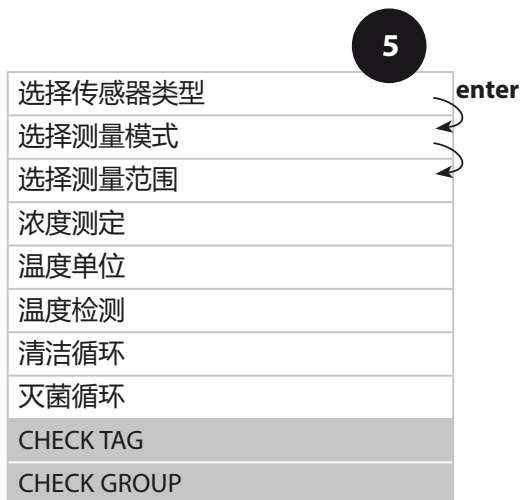 5
选择传感器类型
enter
选择测量模式
选择测量范围
浓度测定
温度单位
温度检测
清洁循环
灭菌循环
CHECK TAG
CHECK GROUP